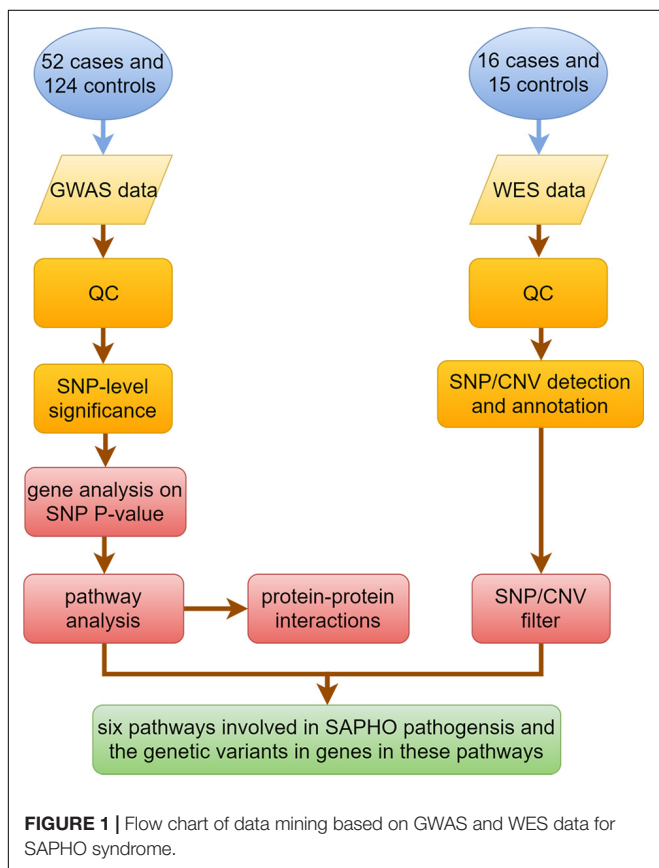 52 cases and
124 controls
16 cases and
15 controls
GWAS data
WES data
QC
QC
SNP-level
significance
SNP/CNV detection
and annotation
gene analysis on
SNP P-value
pathway
analysis
protein-protein
interactions
SNP/CNV
filter
six pathways involved in SAPHO pathogensis and
the genetic variants in genes in these pathways
FIGURE 1 | Flow chart of data mining based on GWAS and WES data for
SAPHO syndrome.